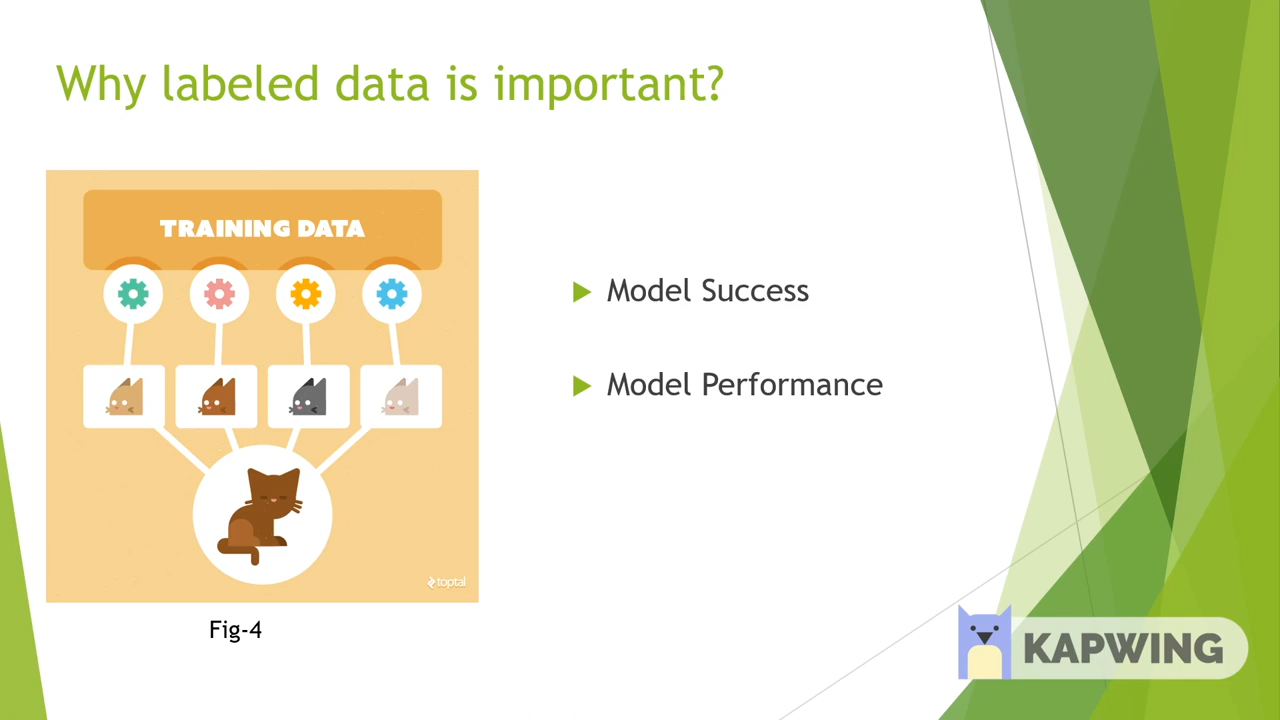 Why labeled data is important?
TRAINING DATA
toptal
Fig-4
Model Success
Model Performance
KAPWING